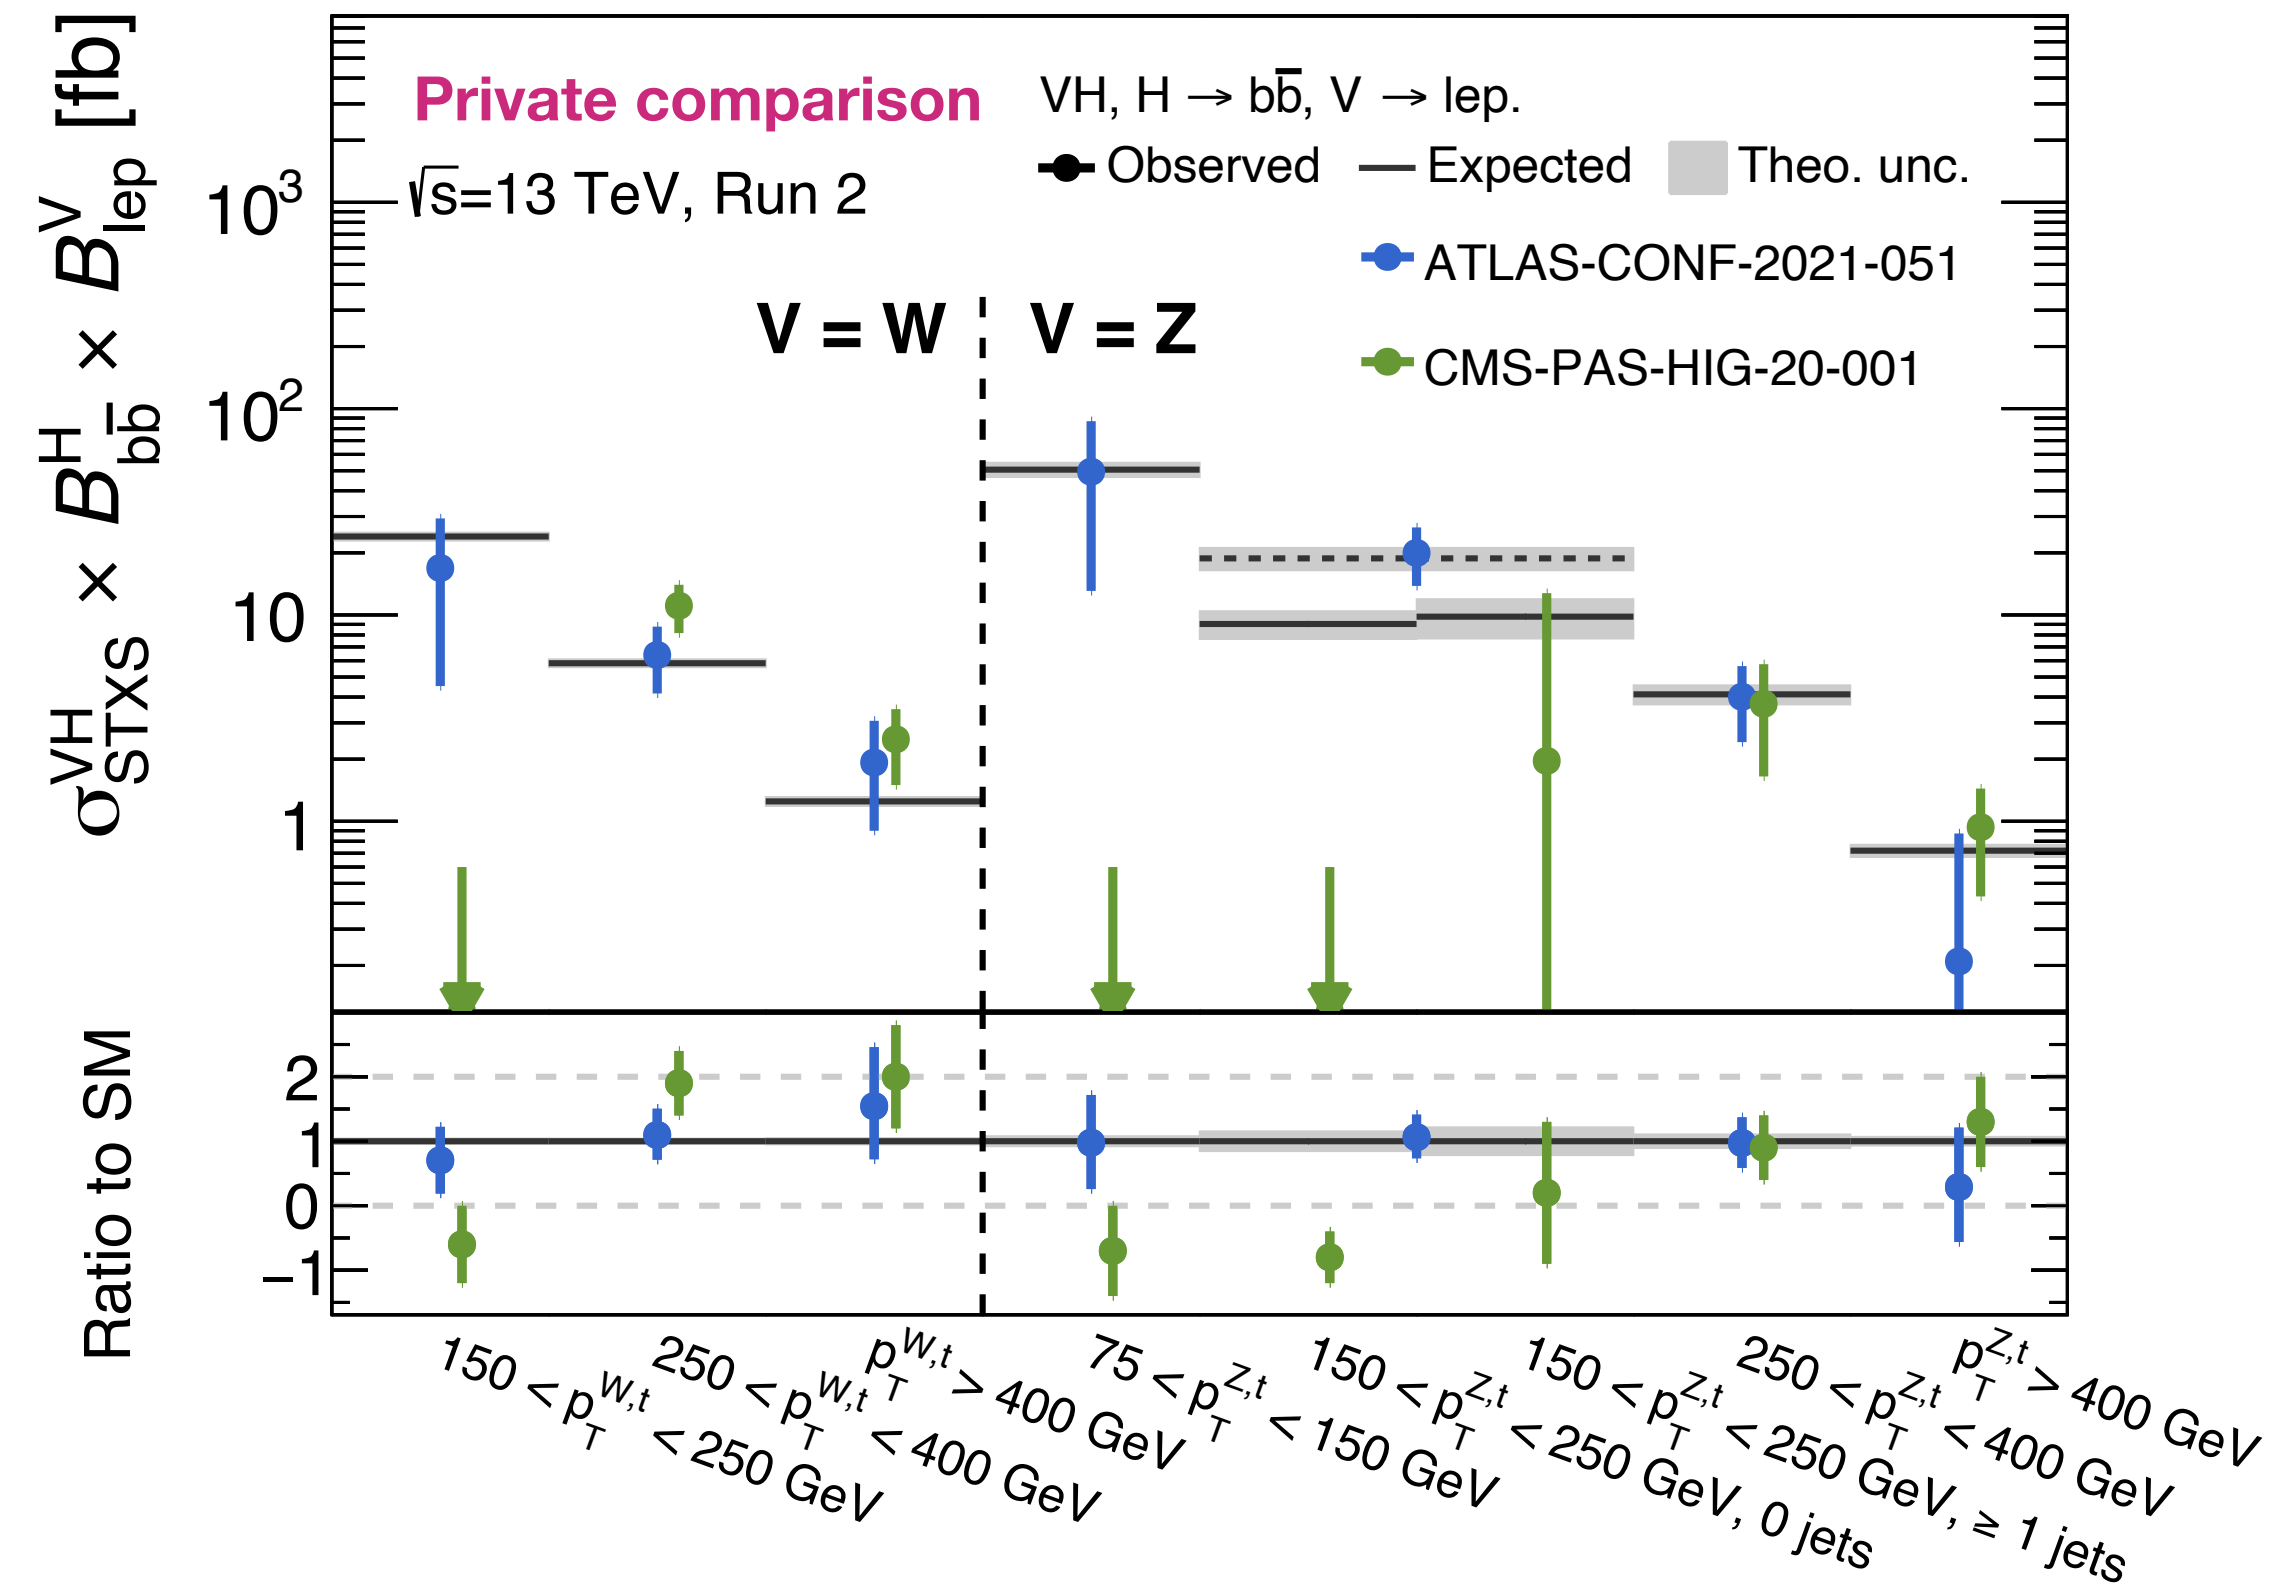 σ^VH_STXS × B^H_bb̄ × B^V_lep [fb]
Private comparison
√s=13 TeV, Run 2
VH, H → bb̄, V → lep.
Observed
Expected
Theo. unc.
ATLAS-CONF-2021-051
CMS-PAS-HIG-20-001
V = W
V = Z
10³
10²
10
1
Ratio to SM
2
1
0
−1
150 < p_T^W,t < 250 GeV
250 < p_T^W,t < 400 GeV
p_T^W,t > 400 GeV
75 < p_T^Z,t < 150 GeV
150 < p_T^Z,t < 250 GeV, 0 jets
150 < p_T^Z,t < 250 GeV, ≥ 1 jets
250 < p_T^Z,t < 400 GeV
p_T^Z,t > 400 GeV